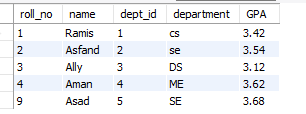 roll_no name dept_id department GPA
1 Ramis 1 cs 3.42
2 Asfand 2 se 3.54
3 Ally 3 DS 3.12
4 Aman 4 ME 3.62
9 Asad 5 SE 3.68